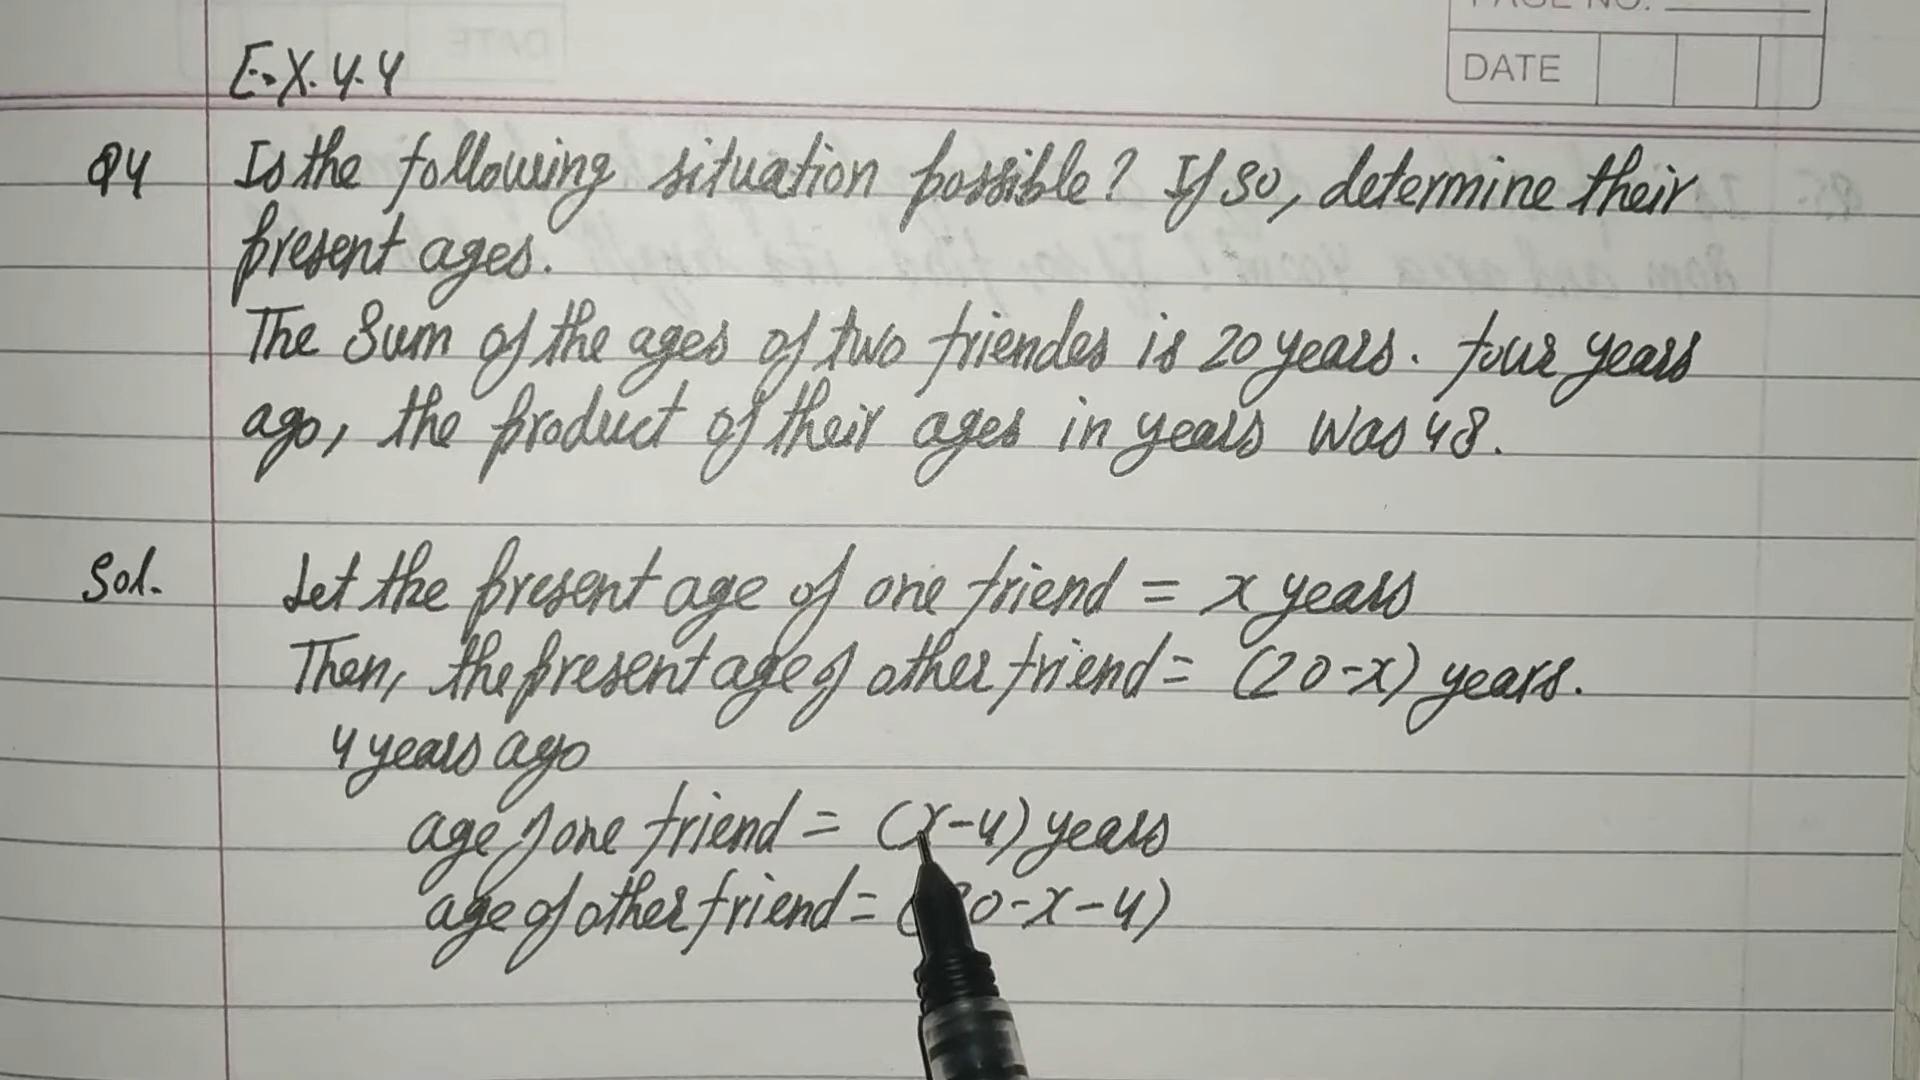 PAGE NO.
DATE
E.X. 4.4
Q4 Is the following situation possible? If so, determine their
present ages.
The Sum of the ages of two friendes is 20 years. four years
ago, the product of their ages in years was 48.
Sol. Let the present age of one friend = x years
Then, the present age of other friend = (20-x) years.
4 years ago
age of one friend = (x-4) years
age of other friend = (20-x-4)